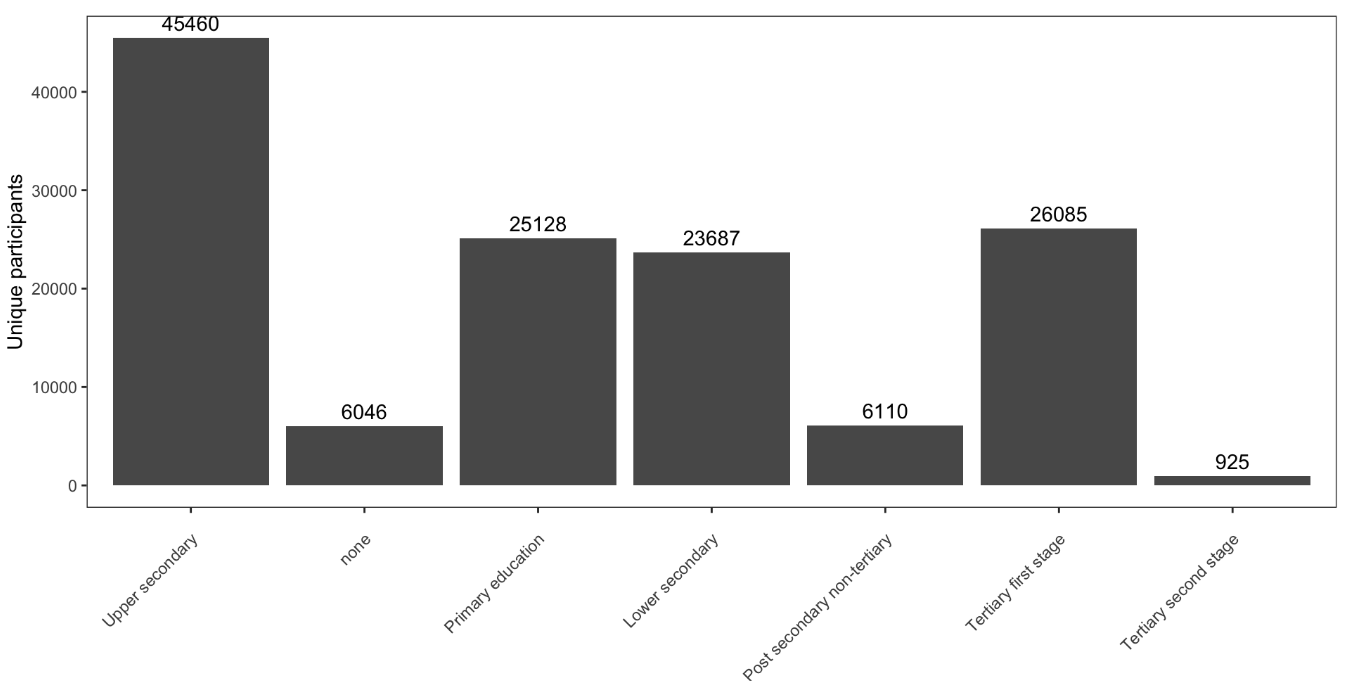 45460
40000
30000
26085
25128
23687
20000
10000
6046
6110
925
0
Unique participants
Upper secondary
none
Primary education
Lower secondary
Post secondary non-tertiary
Tertiary first stage
Tertiary second stage